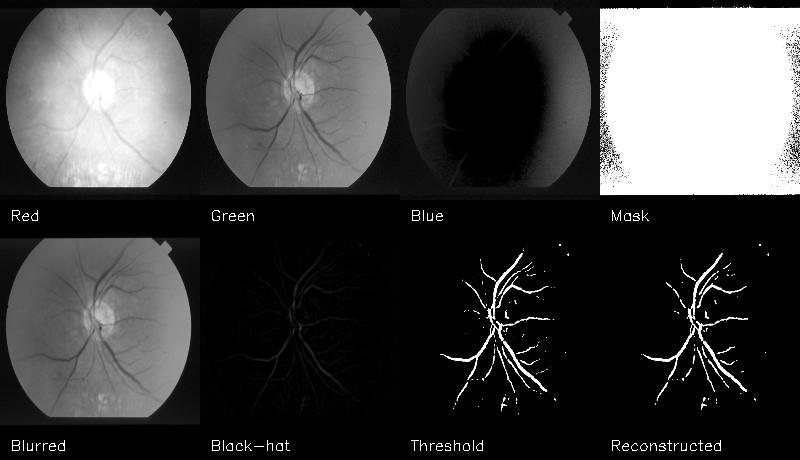 Red
Green
Blue
Mask
Blurred
Black-hat
Threshold
Reconstructed